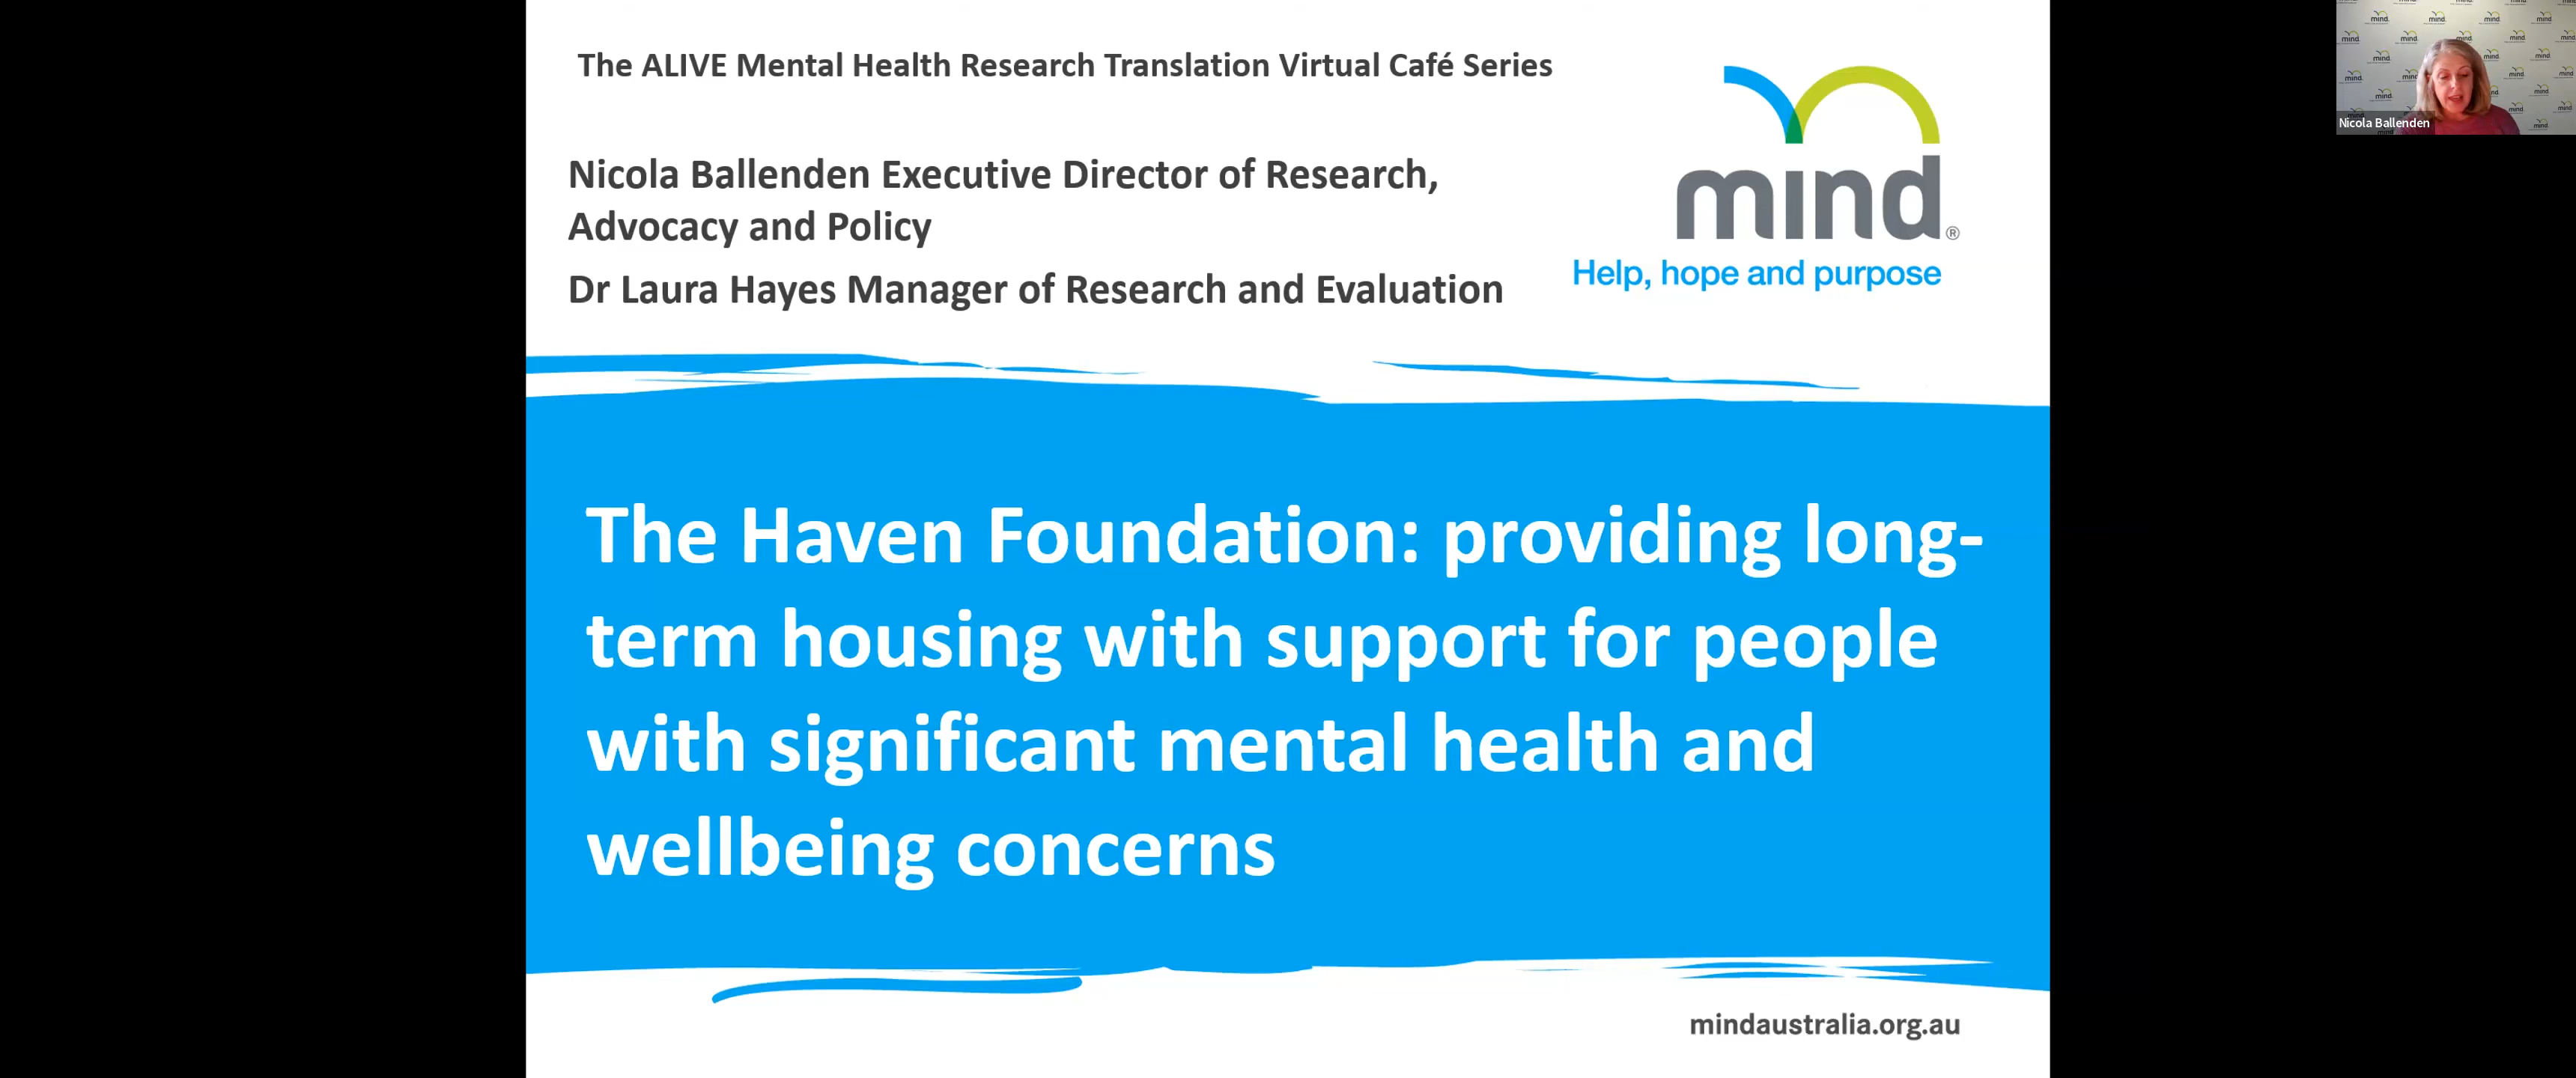 The ALIVE Mental Health Research Translation Virtual Café Series
Nicola Ballenden Executive Director of Research,
Advocacy and Policy
Dr Laura Hayes Manager of Research and Evaluation
mind®
Help, hope and purpose
The Haven Foundation: providing long-
term housing with support for people
with significant mental health and
wellbeing concerns
mindaustralia.org.au
Nicola Ballenden